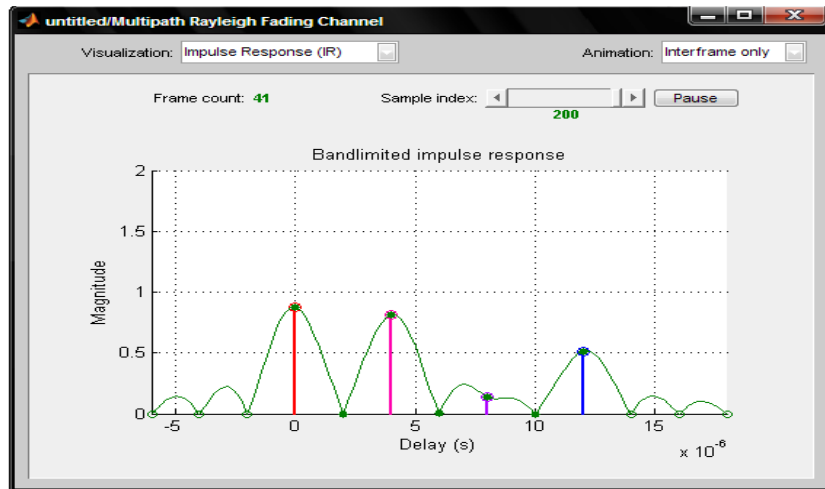 untitled/Multipath Rayleigh Fading Channel
Visualization: Impulse Response (IR) Animation: Interframe only
Frame count: 41 Sample index: Pause
200
Bandlimited impulse response
2
1.5
1
0.5
0
Magnitude
-5 0 5 10 15
Delay (s)
x 10^-6